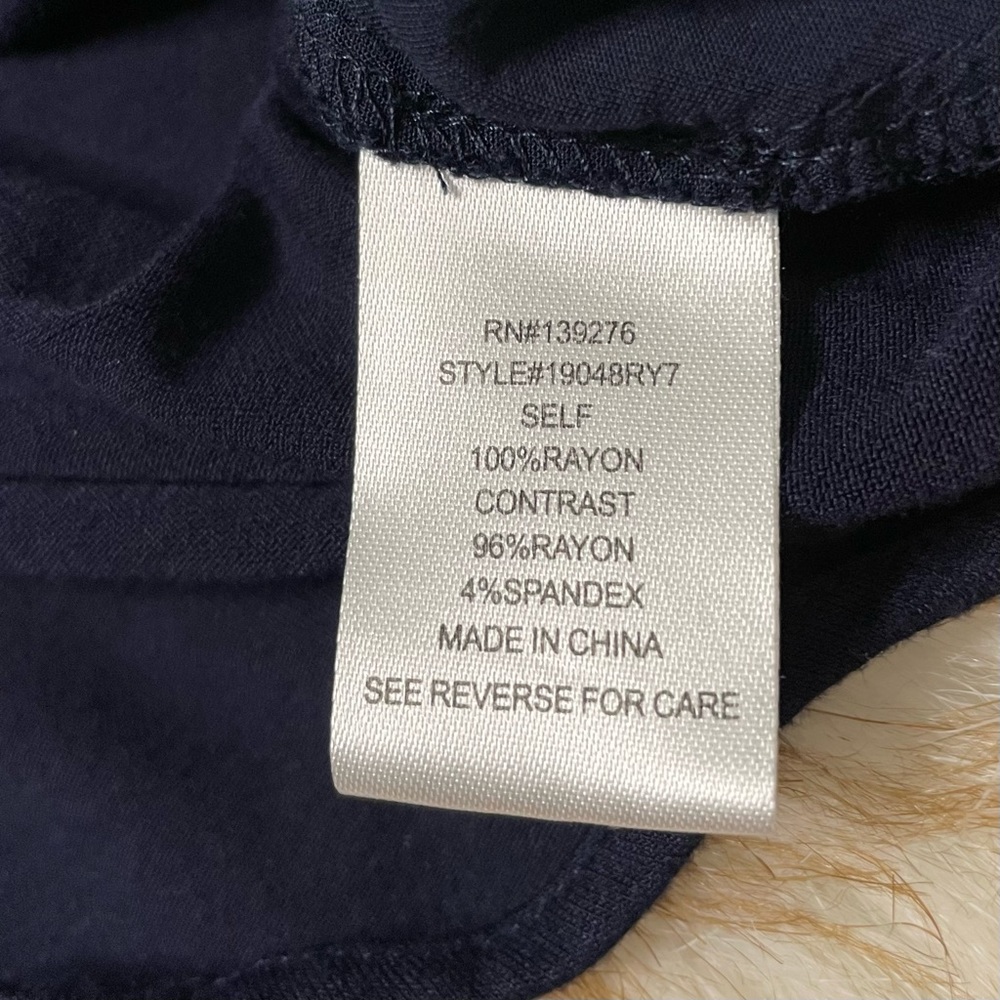 RN#139276
STYLE#19048RY7
SELF
100%RAYON
CONTRAST
96%RAYON
4%SPANDEX
MADE IN CHINA
SEE REVERSE FOR CARE